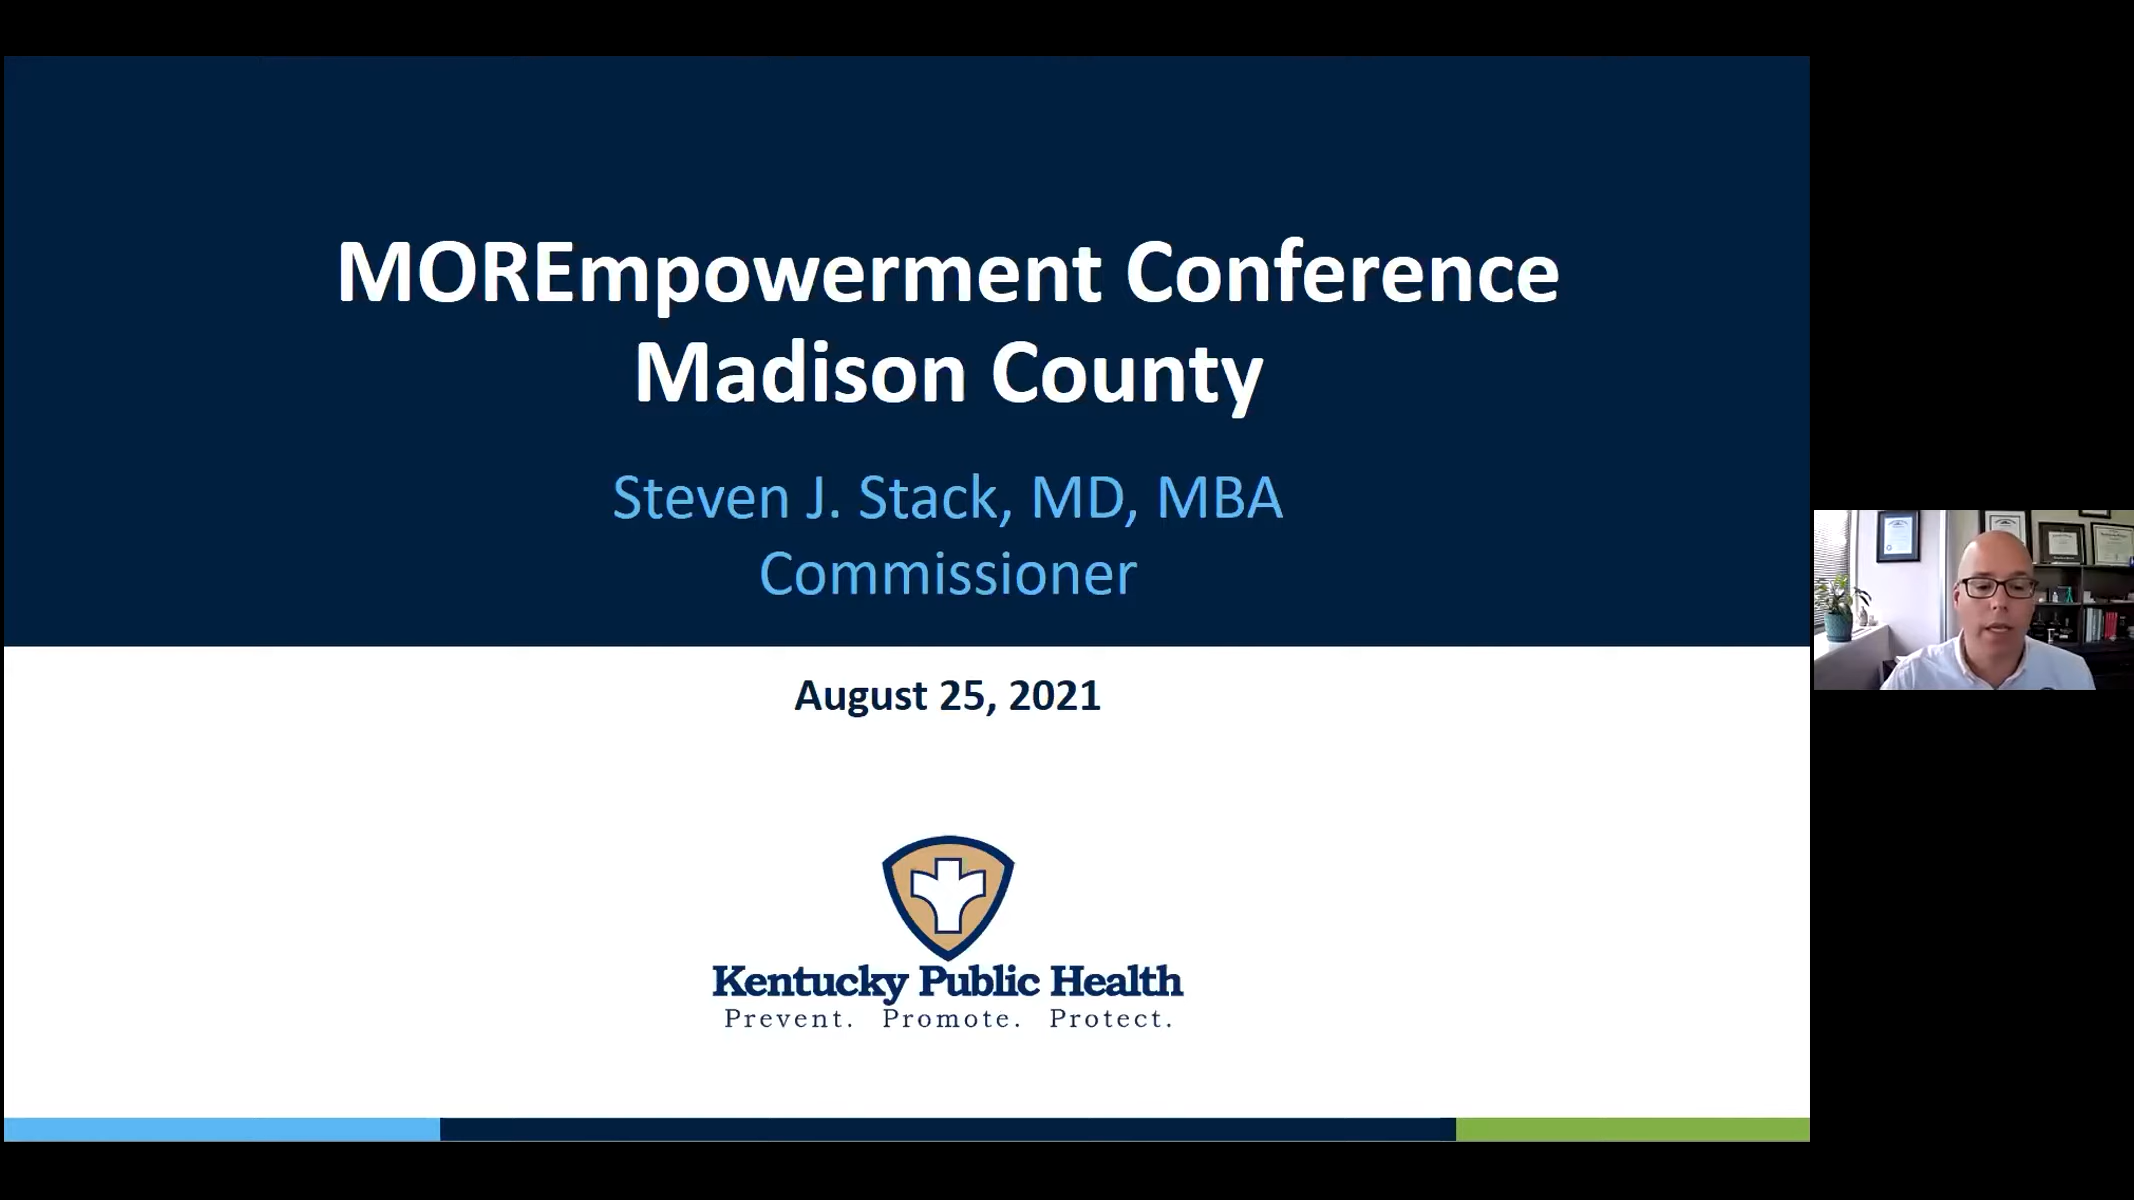 MOREmpowerment Conference
Madison County
Steven J. Stack, MD, MBA
Commissioner
August 25, 2021
Kentucky Public Health
Prevent. Promote. Protect.